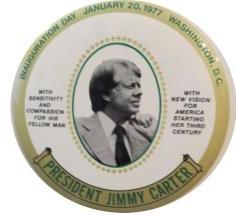 INAUGURATION DAY JANUARY 20, 1977 WASHINGTON, D.C.
WITH
SENSITIVITY
AND
COMPASSION
FOR HIS
FELLOW MAN
WITH
NEW VISION
FOR
AMERICA
STARTING
HER THIRD
CENTURY
PRESIDENT JIMMY CARTER